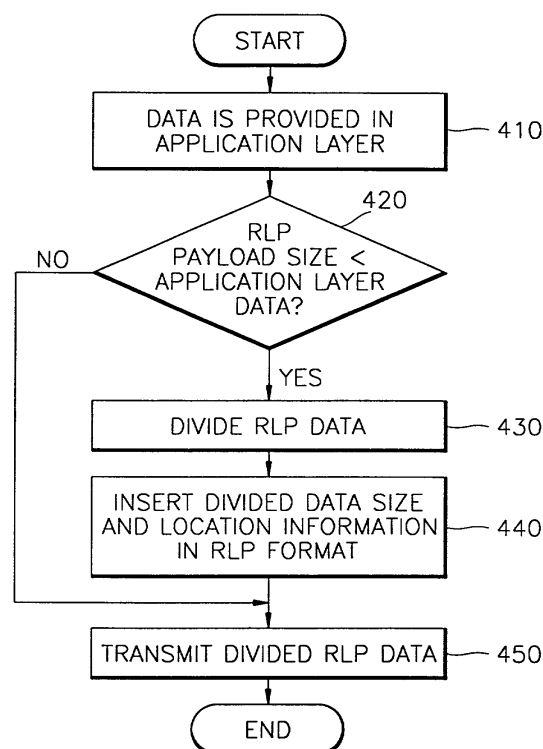 START
DATA IS PROVIDED IN
APPLICATION LAYER
410
420
RLP
PAYLOAD SIZE <
APPLICATION LAYER
DATA?
NO
YES
DIVIDE RLP DATA
430
INSERT DIVIDED DATA SIZE
AND LOCATION INFORMATION
IN RLP FORMAT
440
TRANSMIT DIVIDED RLP DATA
450
END